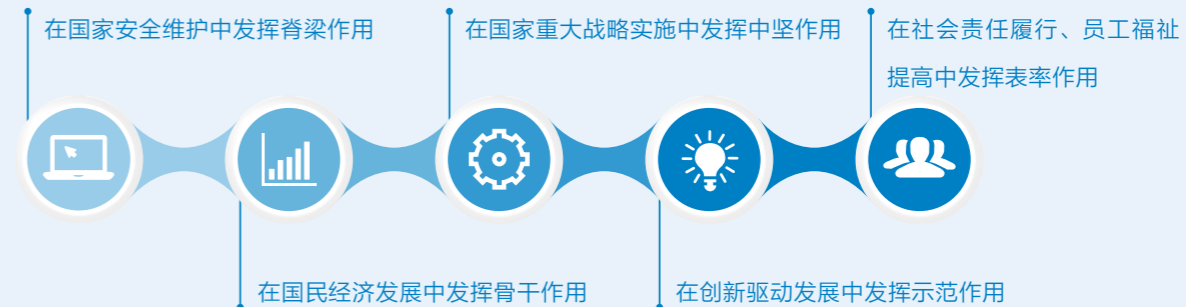 在国家安全维护中发挥脊梁作用
在国家重大战略实施中发挥中坚作用
在社会责任履行、员工福祉
提高中发挥表率作用
在国民经济发展中发挥骨干作用
在创新驱动发展中发挥示范作用